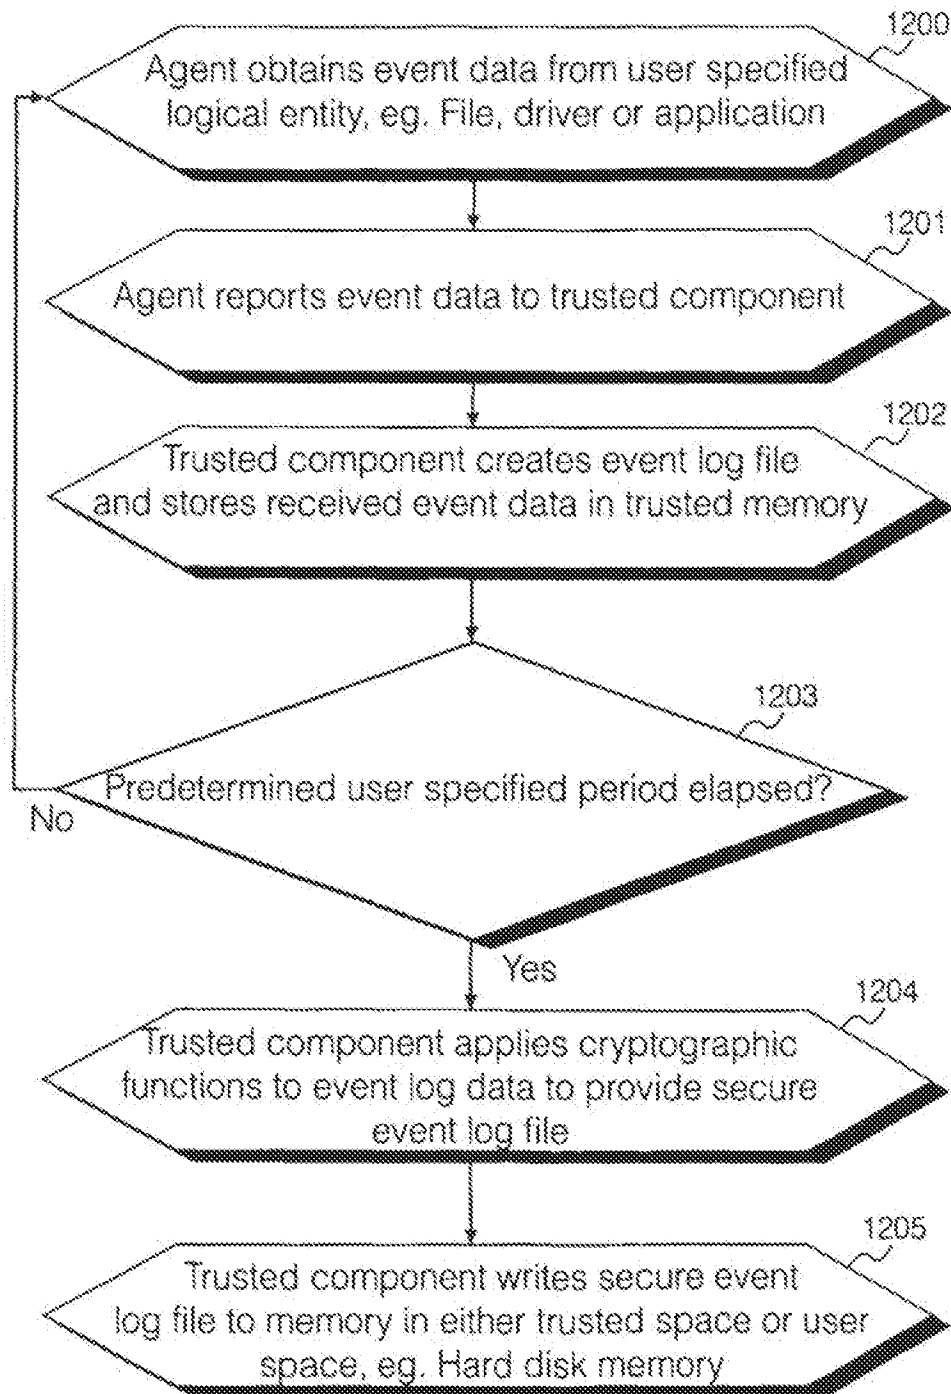 1200
Agent obtains event data from user specified
logical entity, eg. File, driver or application
1201
Agent reports event data to trusted component
1202
Trusted component creates event log file
and stores received event data in trusted memory
1203
Predetermined user specified period elapsed?
No
Yes
1204
Trusted component applies cryptographic
functions to event log data to provide secure
event log file
1205
Trusted component writes secure event
log file to memory in either trusted space or user
space, eg. Hard disk memory